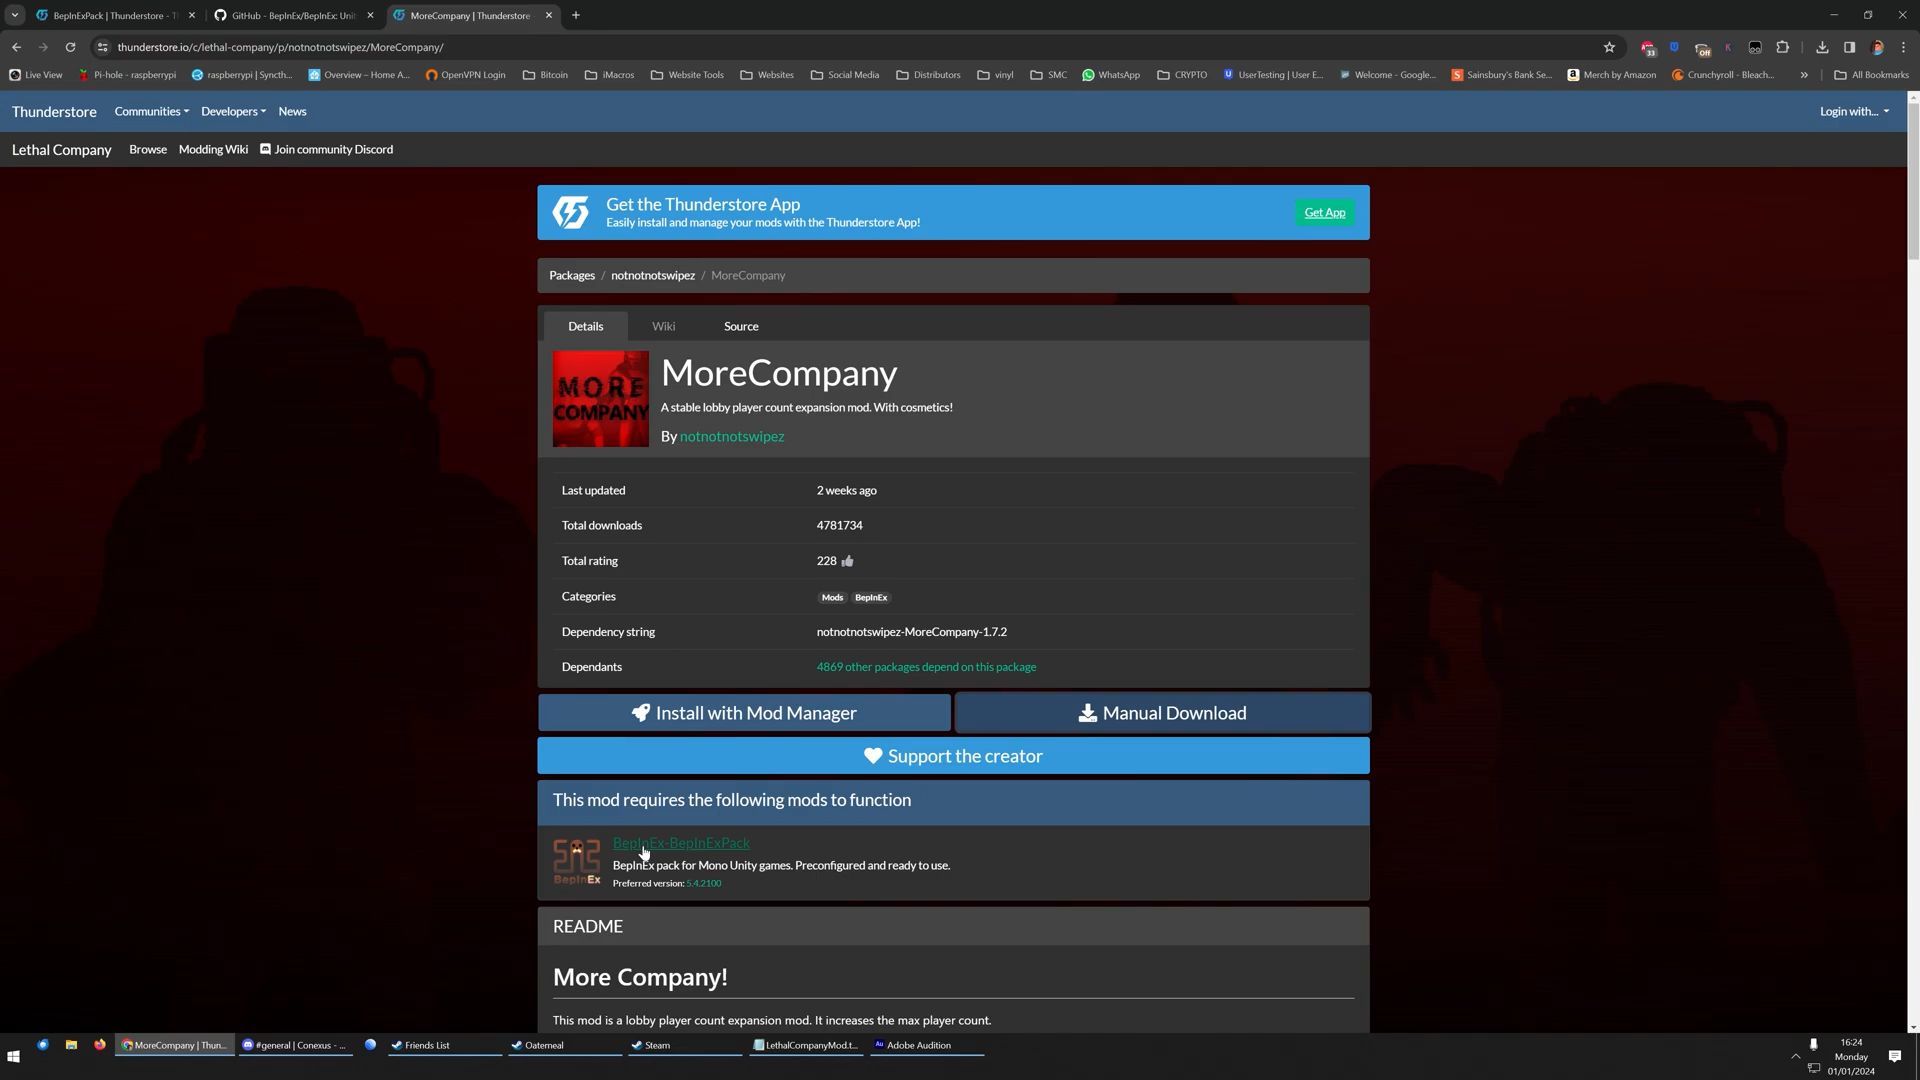 BepInExPack | Thunderstore - T
GitHub - BepInEx/BepInEx: Unit
MoreCompany | Thunderstore
thunderstore.io/c/lethal-company/p/notnotnotswipez/MoreCompany/
Live View
Pi-hole - raspberrypi
raspberrypi | Syncth...
Overview – Home A...
OpenVPN Login
Bitcoin
iMacros
Website Tools
Websites
Social Media
Distributors
vinyl
SMC
WhatsApp
CRYPTO
UserTesting | User E...
Welcome - Google...
Sainsbury's Bank Se...
Merch by Amazon
Crunchyroll - Bleach...
All Bookmarks
Thunderstore
Communities
Developers
News
Login with...
Lethal Company
Browse
Modding Wiki
Join community Discord
Get the Thunderstore App
Easily install and manage your mods with the Thunderstore App!
Get App
Packages / notnotnotswipez / MoreCompany
Details
Wiki
Source
MORE
COMPANY
MoreCompany
A stable lobby player count expansion mod. With cosmetics!
By notnotnotswipez
Last updated 2 weeks ago
Total downloads 4781734
Total rating 228
Categories Mods BepInEx
Dependency string notnotnotswipez-MoreCompany-1.7.2
Dependants 4869 other packages depend on this package
Install with Mod Manager
Manual Download
Support the creator
This mod requires the following mods to function
BepInEx
BepInEx-BepInExPack
BepInEx pack for Mono Unity games. Preconfigured and ready to use.
Preferred version: 5.4.2100
README
More Company!
This mod is a lobby player count expansion mod. It increases the max player count.
MoreCompany | Thun...
#general | Conexus - ...
Friends List
Oatemeal
Steam
LethalCompanyMod.t...
Au Adobe Audition
16:24
Monday
01/01/2024